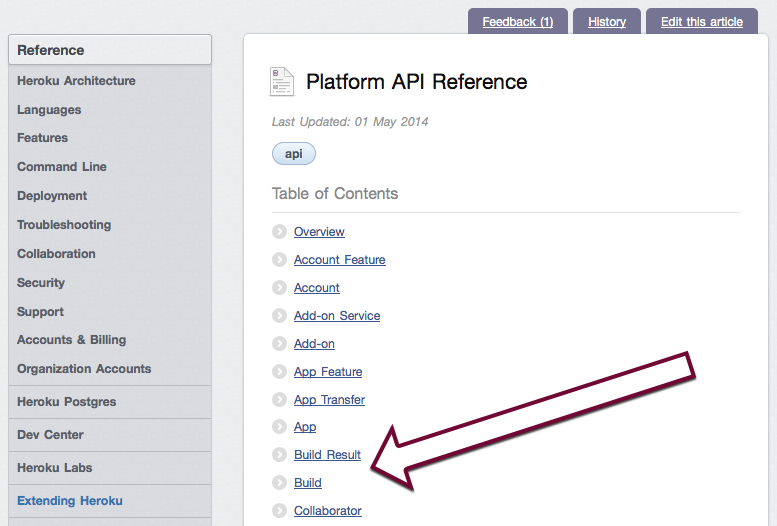 Feedback (1)
History
Edit this article
Reference
Heroku Architecture
Languages
Features
Command Line
Deployment
Troubleshooting
Collaboration
Security
Support
Accounts & Billing
Organization Accounts
Heroku Postgres
Dev Center
Heroku Labs
Extending Heroku
Platform API Reference
Last Updated: 01 May 2014
api
Table of Contents
Overview
Account Feature
Account
Add-on Service
Add-on
App Feature
App Transfer
App
Build Result
Build
Collaborator